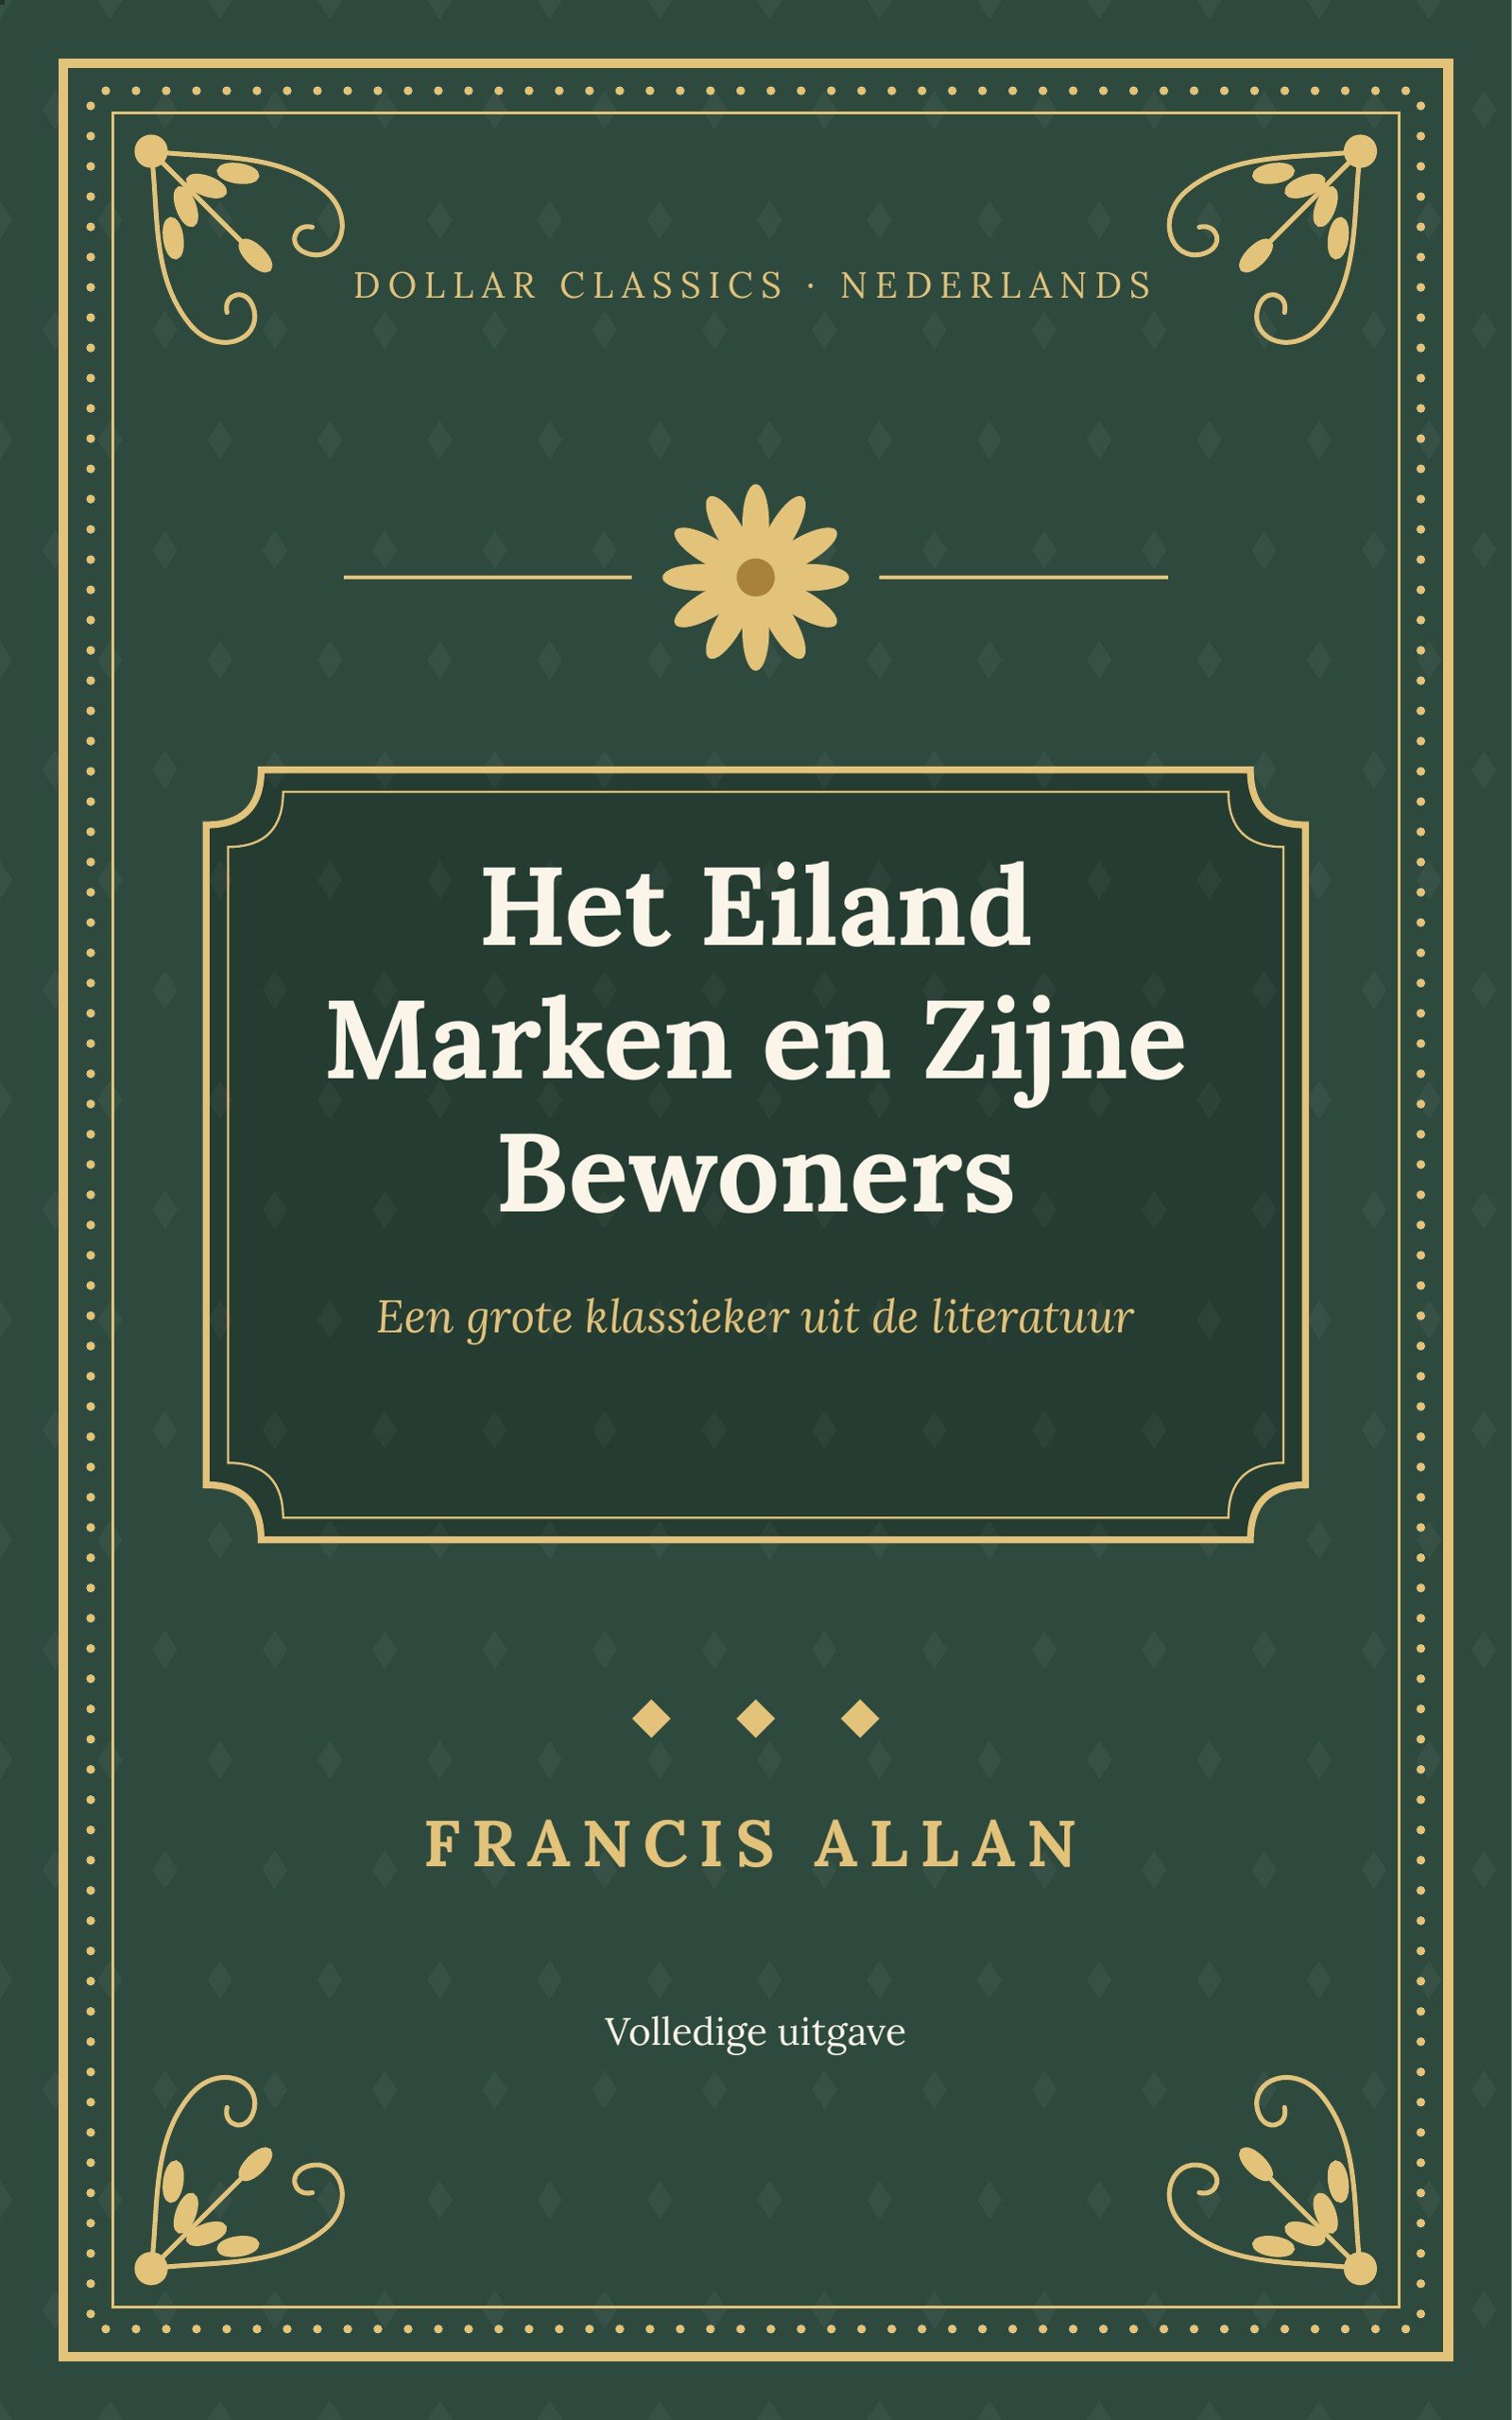 DOLLAR CLASSICS · NEDERLANDS
Het Eiland
Marken en Zijne
Bewoners
Een grote klassieker uit de literatuur
FRANCIS ALLAN
Volledige uitgave